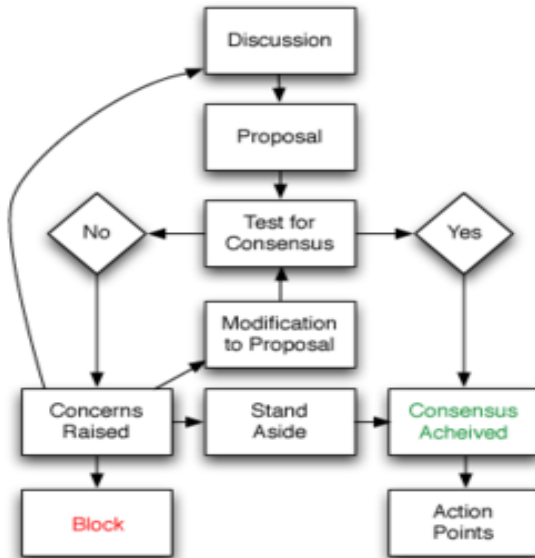 Discussion
Proposal
No
Test for
Consensus
Yes
Modification
to Proposal
Concerns
Raised
Stand
Aside
Consensus
Acheived
Block
Action
Points